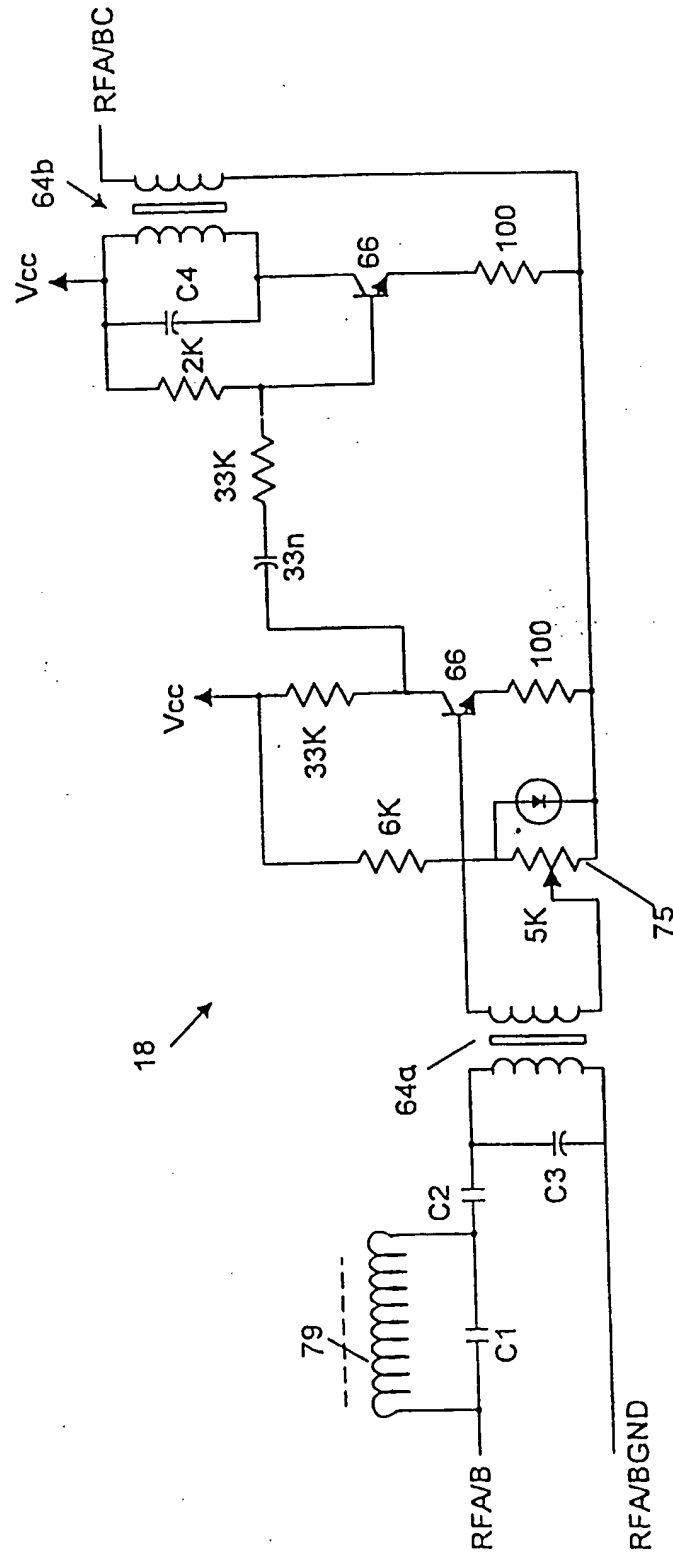 18
RFA/B
79
C1
C2
C3
RFA/BGND
64a
5K
75
6K
33K
Vcc
66
100
33n
33K
2K
C4
Vcc
64b
66
100
RFA/BC